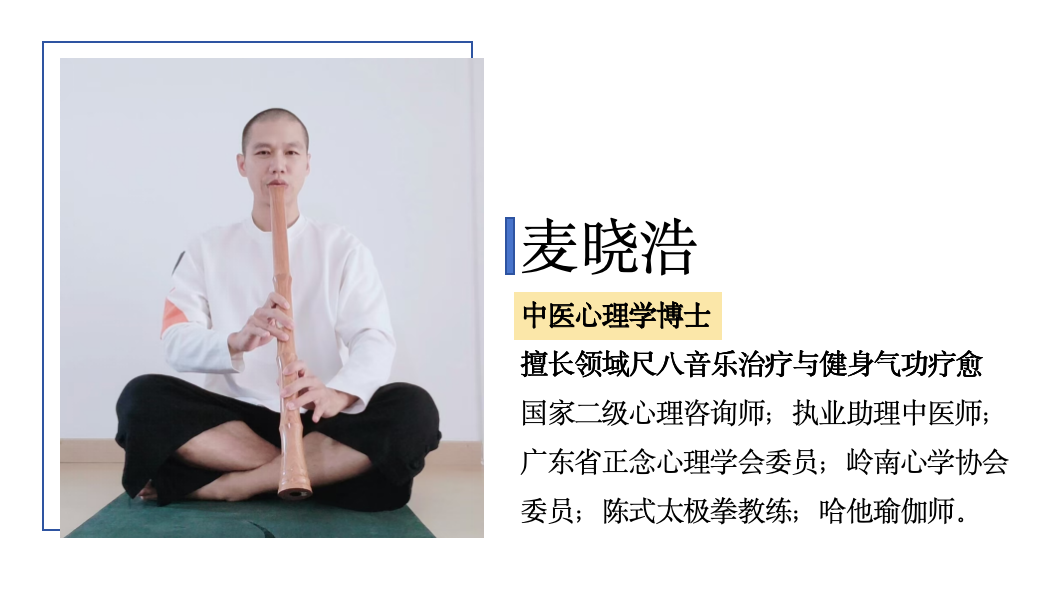 麦晓浩
中医心理学博士
擅长领域尺八音乐治疗与健身气功疗愈
国家二级心理咨询师；执业助理中医师；
广东省正念心理学会委员；岭南心学协会
委员；陈式太极拳教练；哈他瑜伽师。